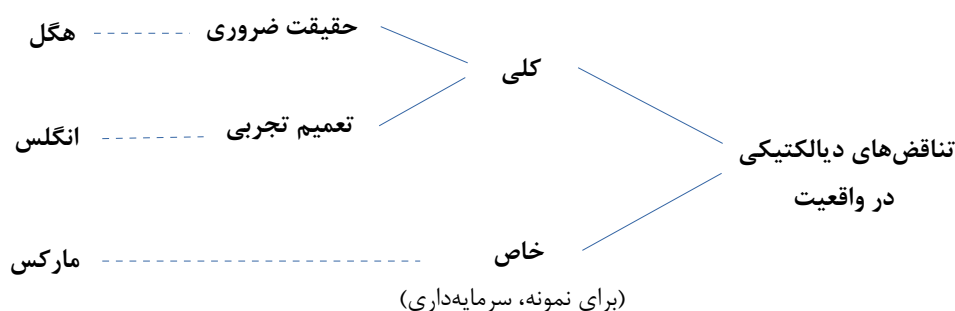 تناقض‌های دیالکتیکی
در واقعیت
کلی
حقیقت ضروری
هگل
تعمیم تجربی
انگلس
خاص
(برای نمونه، سرمایه‌داری)
مارکس